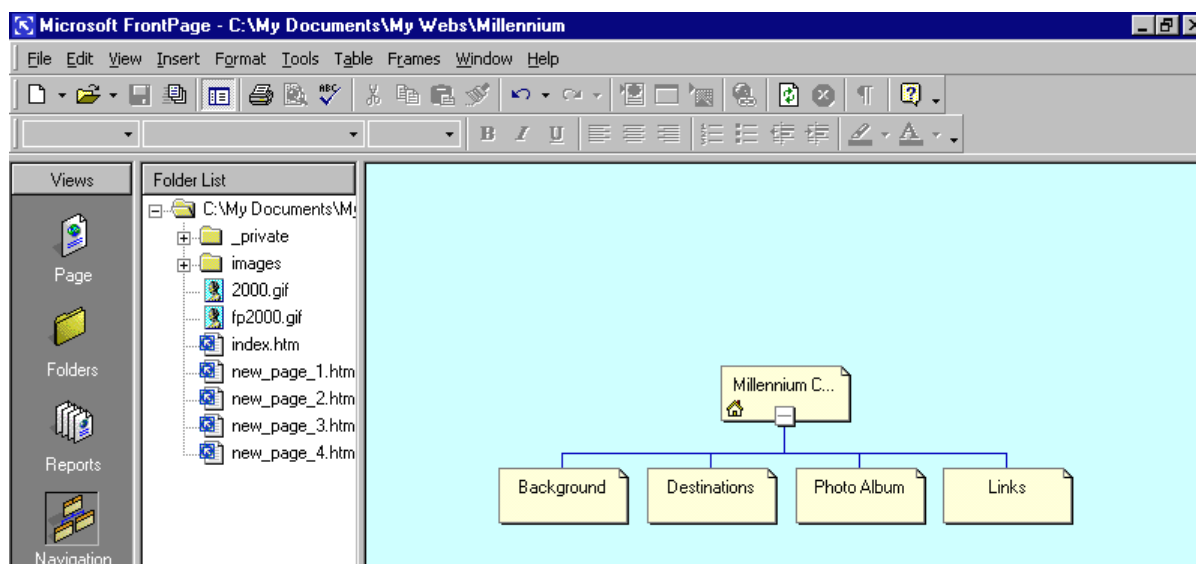 Microsoft FrontPage - C:\My Documents\My Webs\Millennium
File Edit View Insert Format Tools Table Frames Window Help
ABC
B I U A
Views
Folder List
C:\My Documents\My
_private
images
2000.gif
fp2000.gif
index.htm
new_page_1.htm
new_page_2.htm
new_page_3.htm
new_page_4.htm
Page
Folders
Reports
Navigation
Millennium C...
Background Destinations Photo Album Links